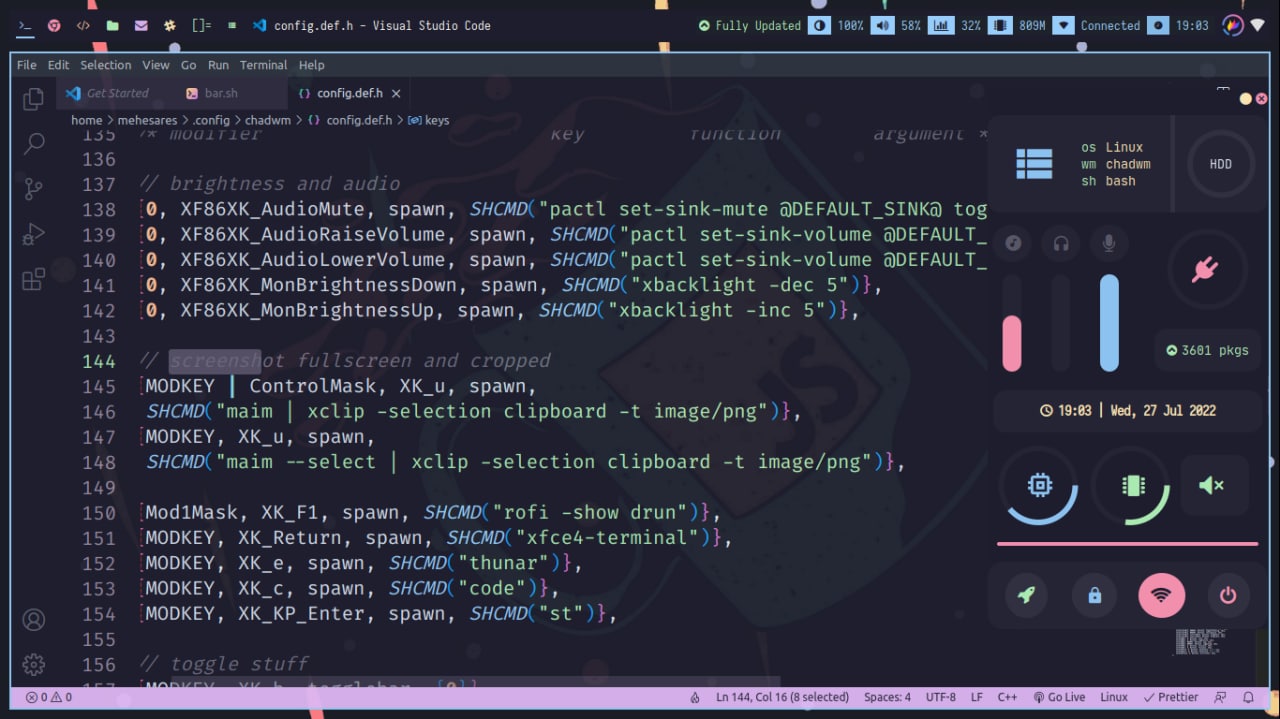 []= config.def.h - Visual Studio Code Fully Updated 100% 58% 32% 809M Connected 19:03
File Edit Selection View Go Run Terminal Help
Get Started bar.sh {} config.def.h ×
home > mehesares > .config > chadwm > {} config.def.h > keys
135 /* modifier key function argument *
136
137 // brightness and audio
138 {0, XF86XK_AudioMute, spawn, SHCMD("pactl set-sink-mute @DEFAULT_SINK@ tog
139 {0, XF86XK_AudioRaiseVolume, spawn, SHCMD("pactl set-sink-volume @DEFAULT_
140 {0, XF86XK_AudioLowerVolume, spawn, SHCMD("pactl set-sink-volume @DEFAULT_
141 {0, XF86XK_MonBrightnessDown, spawn, SHCMD("xbacklight -dec 5")},
142 {0, XF86XK_MonBrightnessUp, spawn, SHCMD("xbacklight -inc 5")},
143
144 // screenshot fullscreen and cropped
145 {MODKEY | ControlMask, XK_u, spawn,
146 SHCMD("maim | xclip -selection clipboard -t image/png")},
147 {MODKEY, XK_u, spawn,
148 SHCMD("maim --select | xclip -selection clipboard -t image/png")},
149
150 {Mod1Mask, XK_F1, spawn, SHCMD("rofi -show drun")},
151 {MODKEY, XK_Return, spawn, SHCMD("xfce4-terminal")},
152 {MODKEY, XK_e, spawn, SHCMD("thunar")},
153 {MODKEY, XK_c, spawn, SHCMD("code")},
154 {MODKEY, XK_KP_Enter, spawn, SHCMD("st")},
155
156 // toggle stuff
157 {MODKEY, XK_b, togglebar, {0}},
os Linux
wm chadwm
sh bash
HDD
3601 pkgs
19:03 | Wed, 27 Jul 2022
JS
0 0 Ln 144, Col 16 (8 selected) Spaces: 4 UTF-8 LF C++ Go Live Linux Prettier